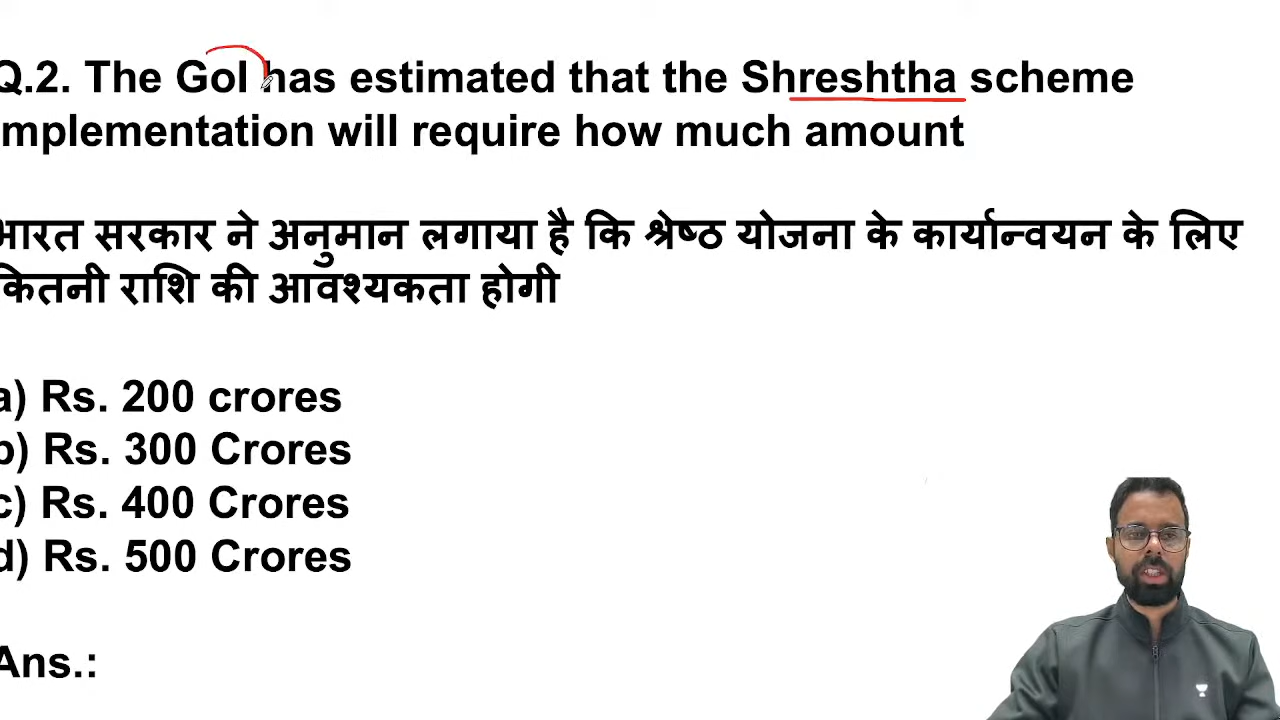 Q.2. The GoI has estimated that the Shreshtha scheme
implementation will require how much amount
भारत सरकार ने अनुमान लगाया है कि श्रेष्ठ योजना के कार्यान्वयन के लिए
कितनी राशि की आवश्यकता होगी
a) Rs. 200 crores
b) Rs. 300 Crores
c) Rs. 400 Crores
d) Rs. 500 Crores
Ans.: